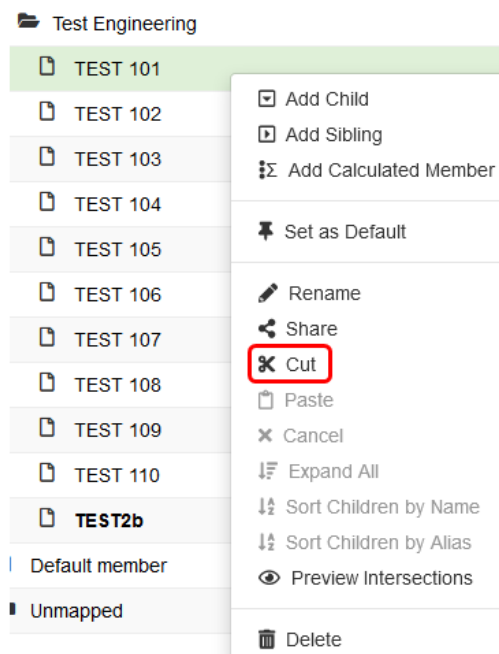 Test Engineering
TEST 101
TEST 102
TEST 103
TEST 104
TEST 105
TEST 106
TEST 107
TEST 108
TEST 109
TEST 110
TEST2b
Default member
Unmapped
Add Child
Add Sibling
Add Calculated Member
Set as Default
Rename
Share
Cut
Paste
Cancel
Expand All
Sort Children by Name
Sort Children by Alias
Preview Intersections
Delete